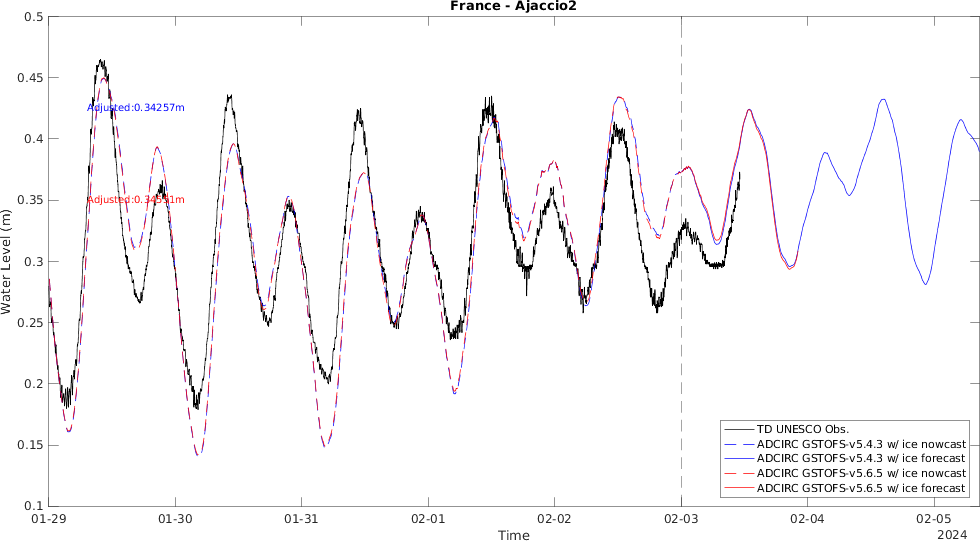 France - Ajaccio2
0.5
0.45
0.4
0.35
0.3
0.25
0.2
0.15
0.1
Water Level (m)
Adjusted:0.34257m
01-29
01-30
01-31
02-01
02-02
02-03
02-04
02-05
Time
2024
TD UNESCO Obs.
ADCIRC GSTOFS-v5.4.3 w/ ice nowcast
ADCIRC GSTOFS-v5.4.3 w/ ice forecast
ADCIRC GSTOFS-v5.6.5 w/ ice nowcast
ADCIRC GSTOFS-v5.6.5 w/ ice forecast